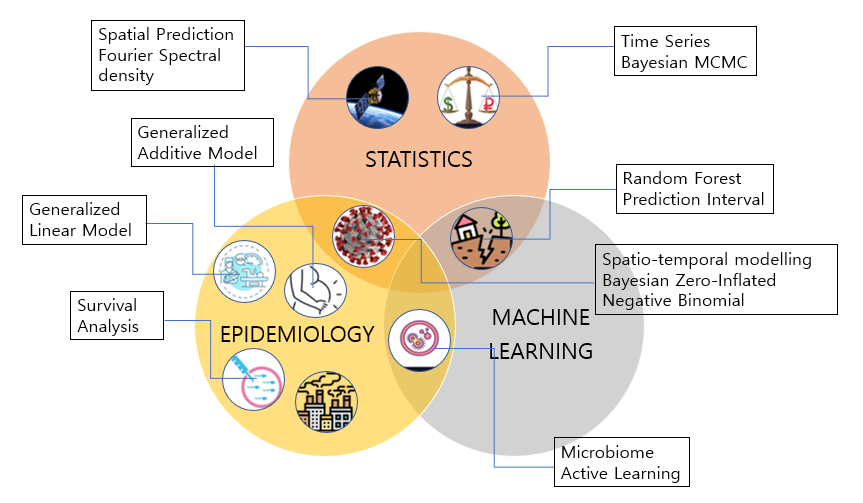 Spatial Prediction
Fourier Spectral
density
Time Series
Bayesian MCMC
Generalized
Additive Model
STATISTICS
Random Forest
Prediction Interval
Generalized
Linear Model
Spatio-temporal modelling
Bayesian Zero-Inflated
Negative Binomial
Survival
Analysis
EPIDEMIOLOGY
MACHINE
LEARNING
Microbiome
Active Learning
$
₽